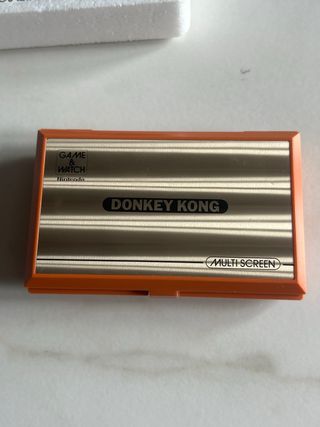 GAME
&
WATCH
Nintendo
DONKEY KONG
MULTI SCREEN